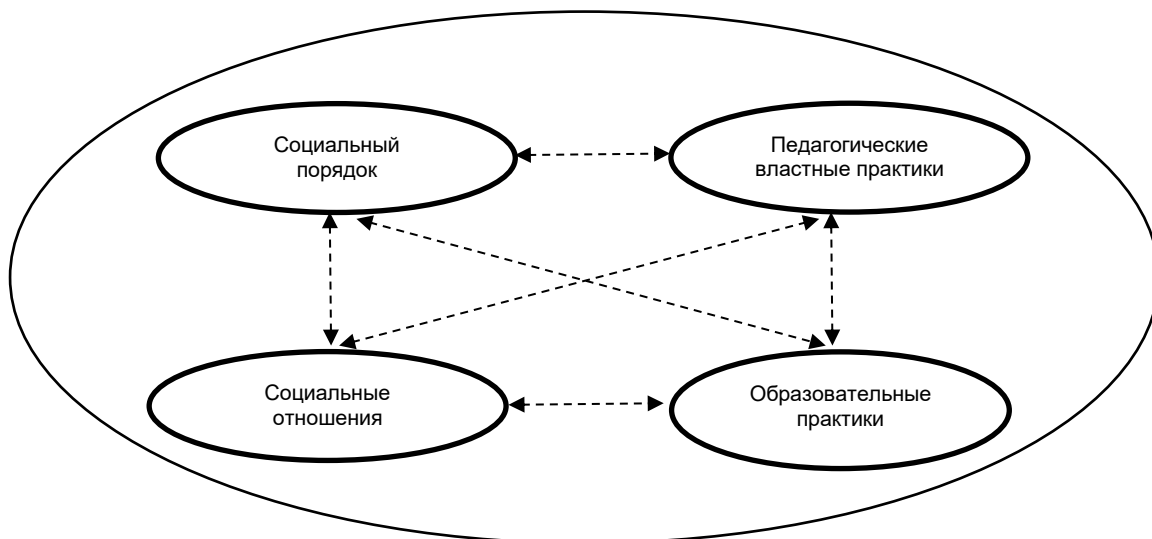 Социальный
порядок
Педагогические
властные практики
Социальные
отношения
Образовательные
практики